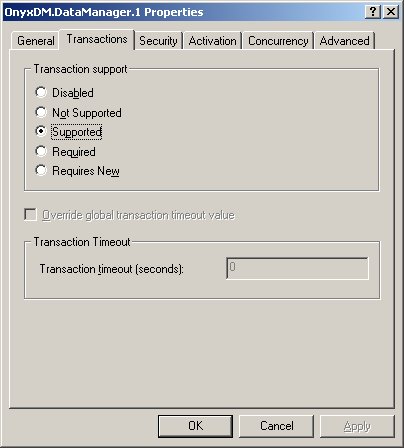 OnyxDM.DataManager.1 Properties
General Transactions Security Activation Concurrency Advanced
Transaction support
Disabled
Not Supported
Supported
Required
Requires New
Override global transaction timeout value
Transaction Timeout
Transaction timeout (seconds): 0
OK Cancel Apply